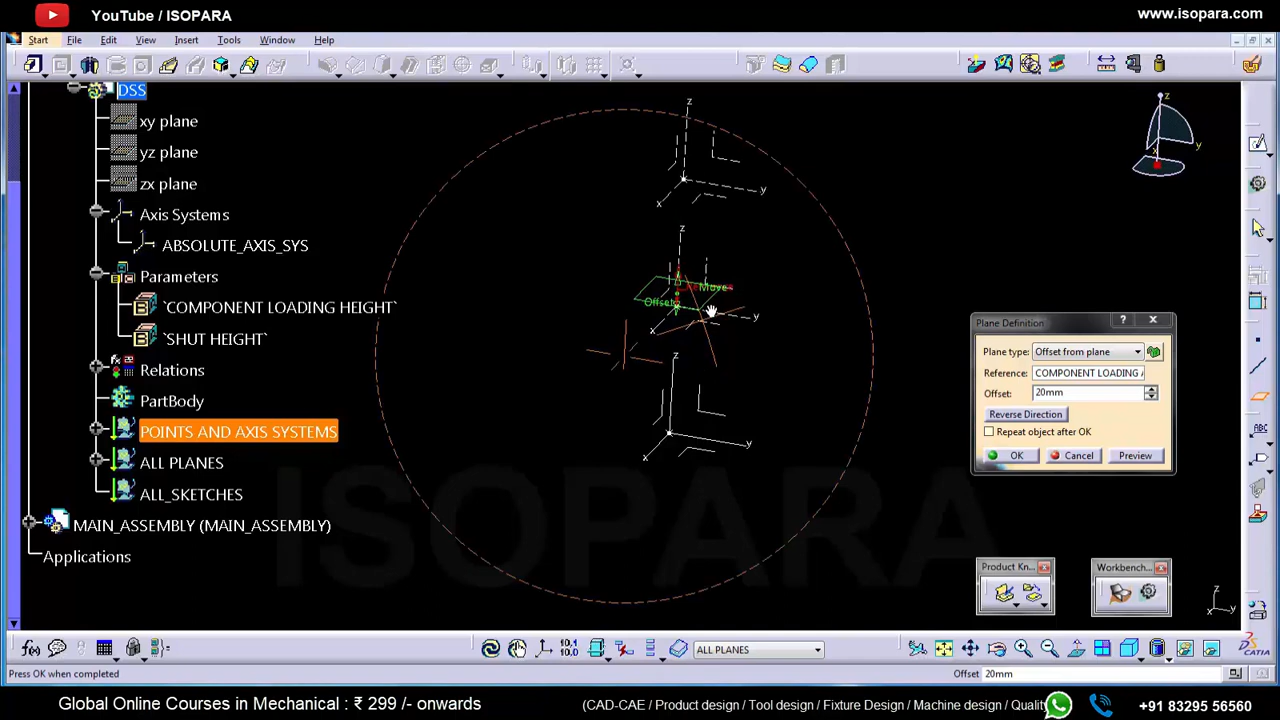 YouTube / ISOPARA
www.isopara.com
Start File Edit View Insert Tools Window Help
DSS
xy plane
yz plane
zx plane
Axis Systems
ABSOLUTE_AXIS_SYS
Parameters
`COMPONENT LOADING HEIGHT`
`SHUT HEIGHT`
Relations
PartBody
POINTS AND AXIS SYSTEMS
ALL PLANES
ALL_SKETCHES
MAIN_ASSEMBLY (MAIN_ASSEMBLY)
Applications
z
y
x
z
Move
Offset
y
x
z
y
x
z
y
x
Plane Definition
Plane type: Offset from plane
Reference: COMPONENT LOADING
Offset: 20mm
Reverse Direction
Repeat object after OK
OK Cancel Preview
ISOPARA
Product Kn...
Workbench...
z
x y
ALL PLANES
CATIA
Press OK when completed
Offset 20mm
Global Online Courses in Mechanical : ₹ 299 /- onwards
(CAD-CAE / Product design / Tool design / Fixture Design / Machine design /
+91 83295 56560